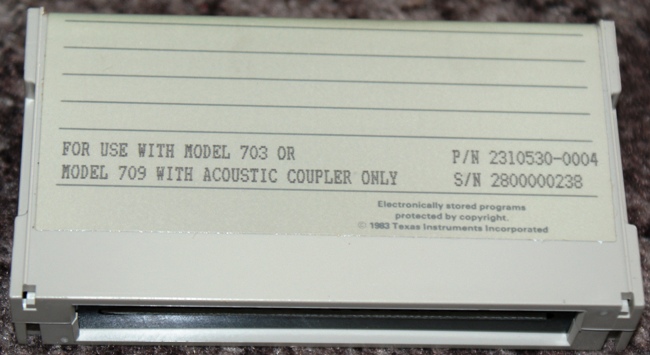 FOR USE WITH MODEL 703 OR P/N 2310530-0004
MODEL 709 WITH ACOUSTIC COUPLER ONLY S/N 2800000238
Electronically stored programs
protected by copyright.
© 1983 Texas Instruments Incorporated